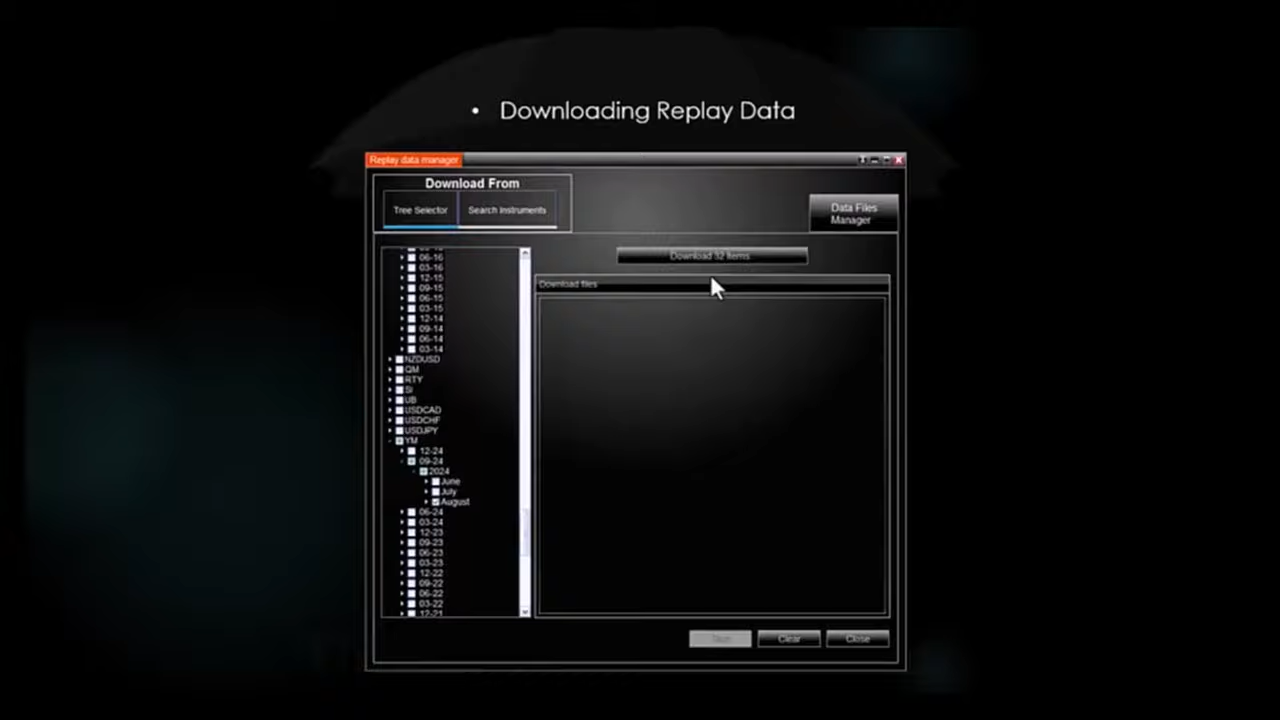 • Downloading Replay Data
Replay data manager
Download From
Tree Selector
Search Instruments
Data Files
Manager
Download 32 Items
Download files
06-16
03-16
12-15
09-15
06-15
03-15
12-14
09-14
06-14
03-14
NZDUSD
QM
RTY
SI
UB
USDCAD
USDCHF
USDJPY
YM
12-24
09-24
2024
June
July
August
06-24
03-24
12-23
09-23
06-23
03-23
12-22
09-22
06-22
03-22
12-21
Clear
Close